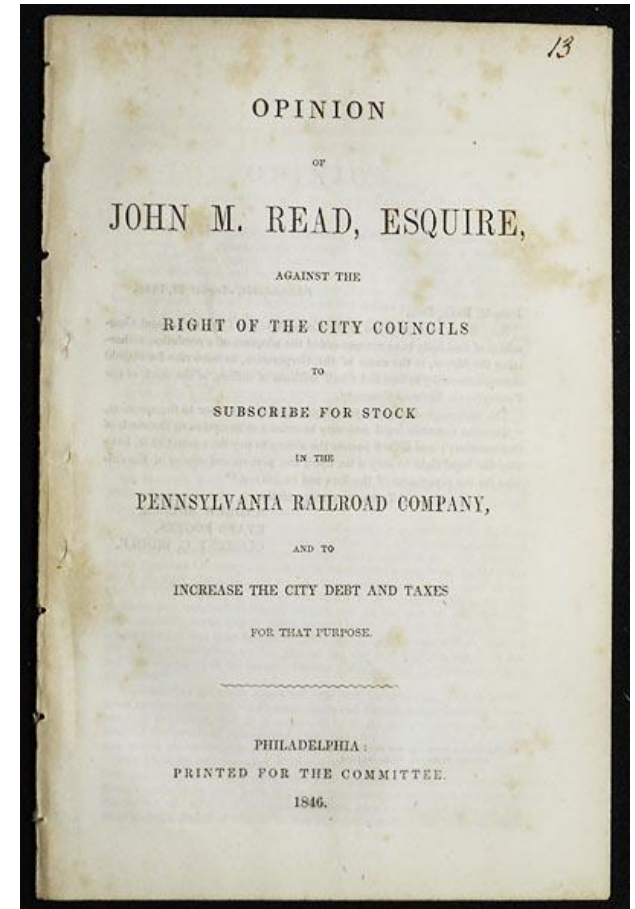 13
OPINION
OF
JOHN M. READ, ESQUIRE,
AGAINST THE
RIGHT OF THE CITY COUNCILS
TO
SUBSCRIBE FOR STOCK
IN THE
PENNSYLVANIA RAILROAD COMPANY,
AND TO
INCREASE THE CITY DEBT AND TAXES
FOR THAT PURPOSE.
PHILADELPHIA:
PRINTED FOR THE COMMITTEE.
1846.